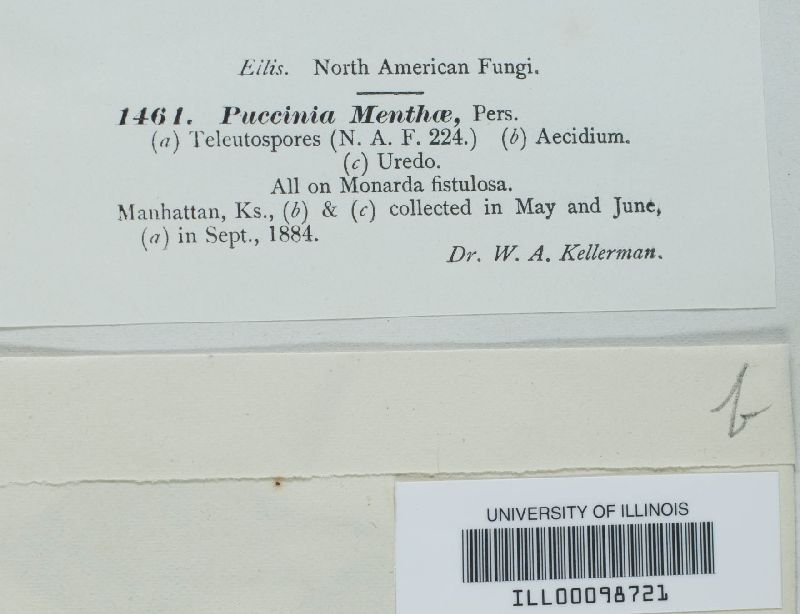 Ellis. North American Fungi.
1461. Puccinia Menthæ, Pers.
(a) Teleutospores (N. A. F. 224.) (b) Aecidium.
(c) Uredo.
All on Monarda fistulosa.
Manhattan, Ks., (b) & (c) collected in May and June,
(a) in Sept., 1884.
Dr. W. A. Kellerman.
b
UNIVERSITY OF ILLINOIS
ILL00098721